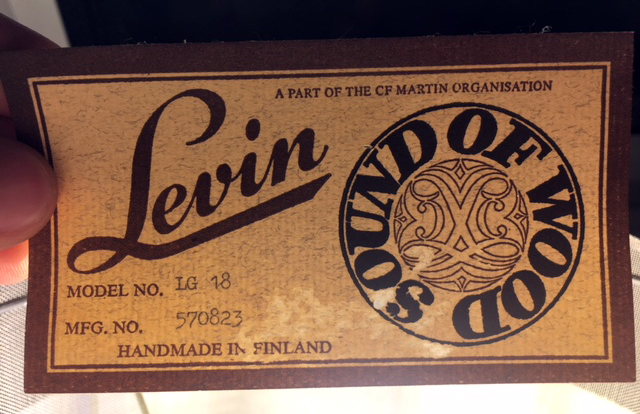 A PART OF THE CF MARTIN ORGANISATION
Levin
SOUND OF WOOD
MODEL NO. LG 18
MFG. NO. 570823
HANDMADE IN FINLAND